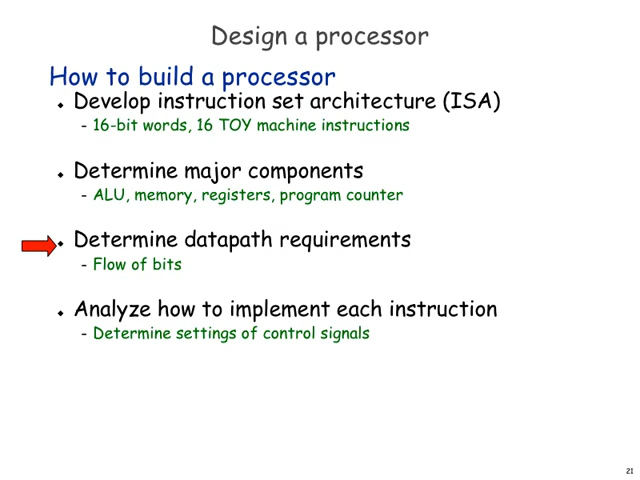 Design a processor
How to build a processor
Develop instruction set architecture (ISA)
- 16-bit words, 16 TOY machine instructions
Determine major components
- ALU, memory, registers, program counter
Determine datapath requirements
- Flow of bits
Analyze how to implement each instruction
- Determine settings of control signals
21